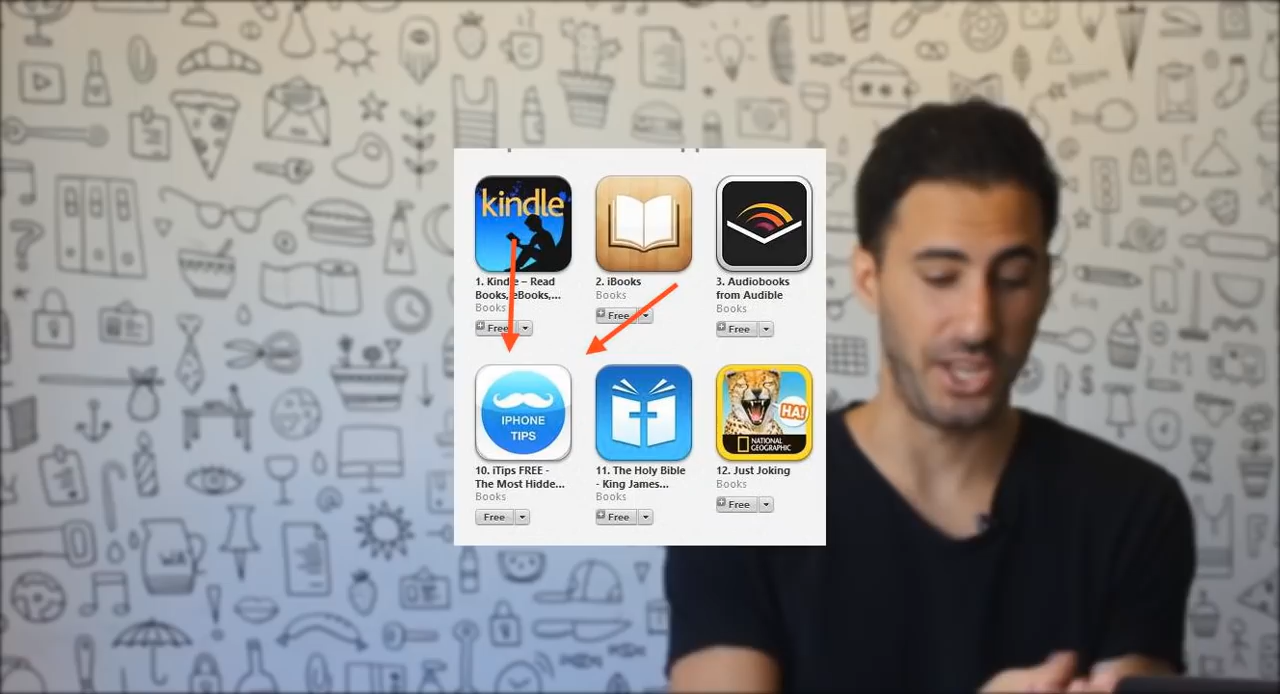 kindle
1. Kindle – Read
Books, eBooks,...
Books
Free
2. iBooks
Books
Free
3. Audiobooks
from Audible
Books
Free
IPHONE
TIPS
10. iTips FREE -
The Most Hidde...
Books
Free
11. The Holy Bible
- King James...
Books
Free
HA!
NATIONAL
GEOGRAPHIC
12. Just Joking
Books
Free